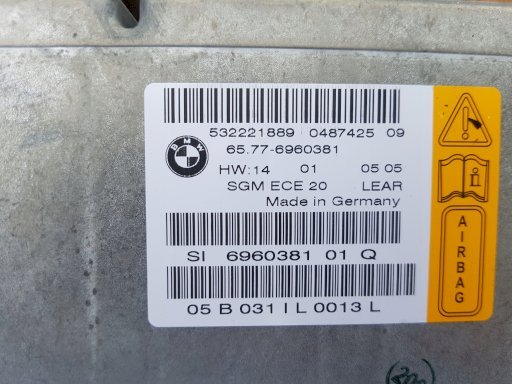 532221889 0487425 09
65.77-6960381
BMW
HW:14 01 05 05
SGM ECE 20 LEAR
Made in Germany
SI 6960381 01 Q
05 B 031 I L 0013 L
!
i
AIRBAG